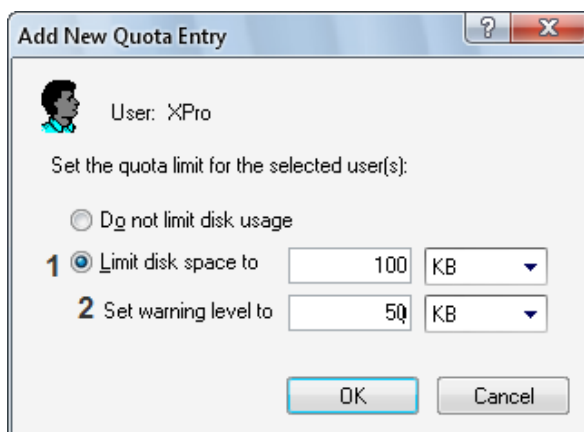 Add New Quota Entry
?
User: XPro
Set the quota limit for the selected user(s):
Do not limit disk usage
1 Limit disk space to 100 KB
2 Set warning level to 50 KB
OK Cancel